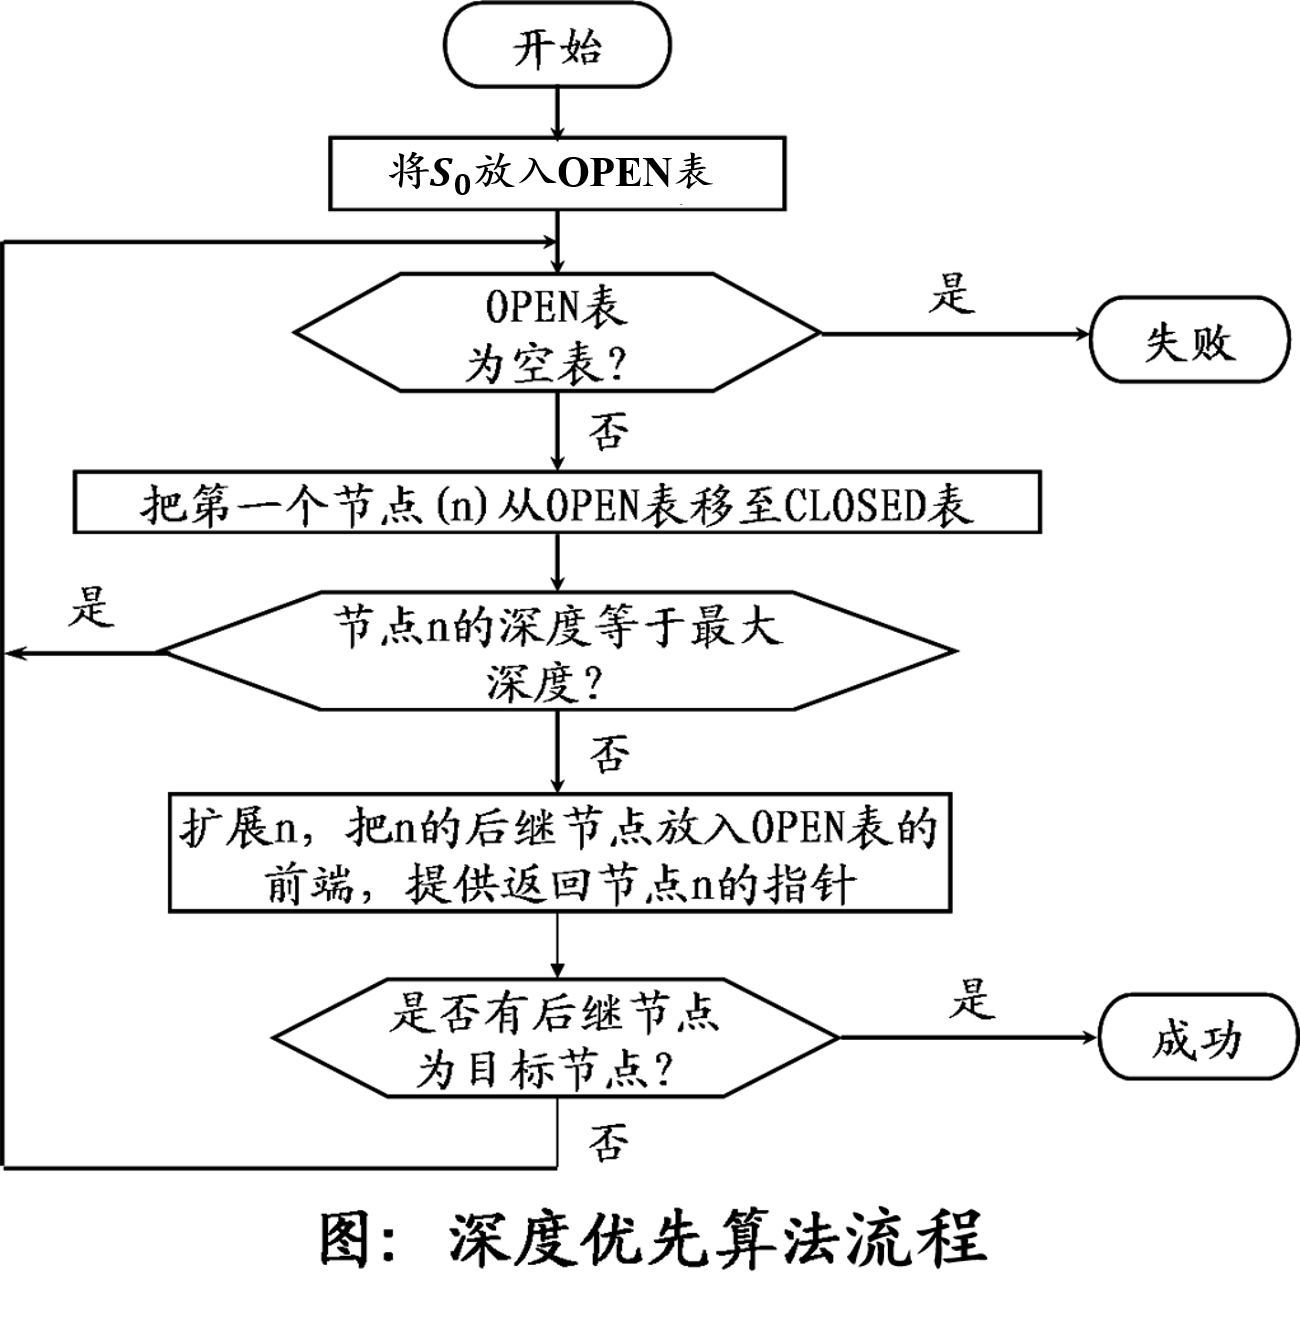 开始
将S₀放入OPEN表
OPEN表
为空表?
是
失败
否
把第一个节点(n)从OPEN表移至CLOSED表
是
节点n的深度等于最大
深度?
否
扩展n，把n的后继节点放入OPEN表的
前端，提供返回节点n的指针
是否有后继节点
为目标节点?
是
成功
否
图：深度优先算法流程